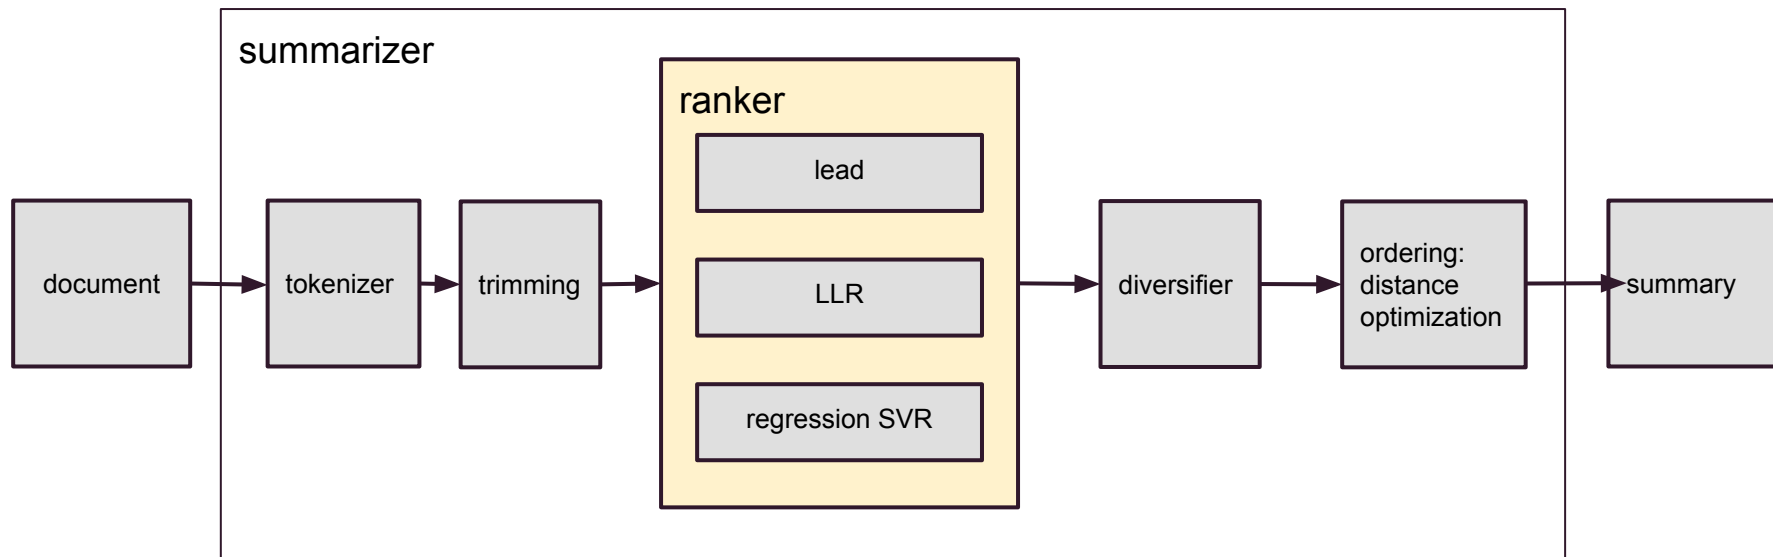 summarizer
ranker
lead
document
tokenizer
trimming
LLR
diversifier
ordering:
distance
optimization
summary
regression SVR